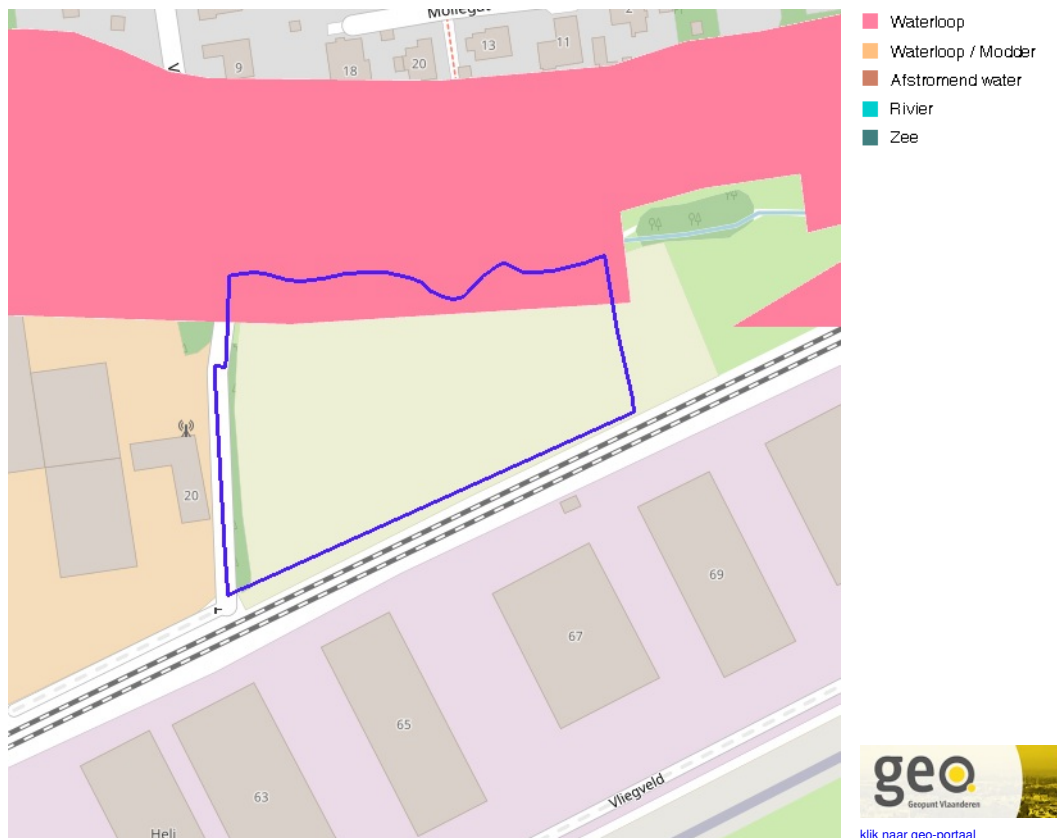 Mollegat
2
9
18
20
13
11
20
69
67
65
63
Vliegveld
Heli
Waterloop
Waterloop / Modder
Afstromend water
Rivier
Zee
geo
Geopunt Vlaanderen
klik naar geo-portaal